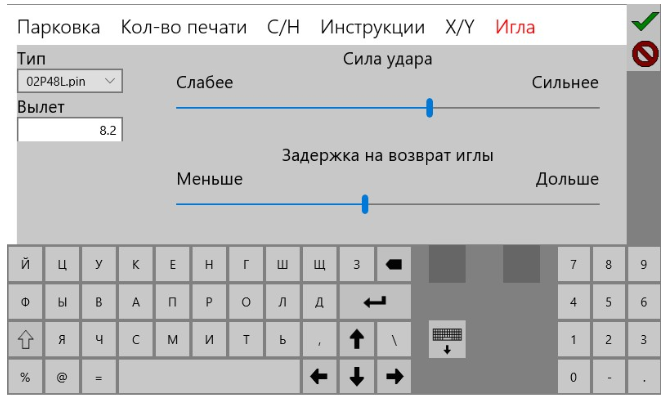 Парковка Кол-во печати С/Н Инструкции X/Y Игла
Тип
02P48L.pin
Вылет
8.2
Сила удара
Слабее Сильнее
Задержка на возврат иглы
Меньше Дольше
Й Ц У К Е Н Г Ш Щ З 7 8 9
Ф Ы В А П Р О Л Д 4 5 6
Я Ч С М И Т Ь , \ 1 2 3
% @ = 0 - .